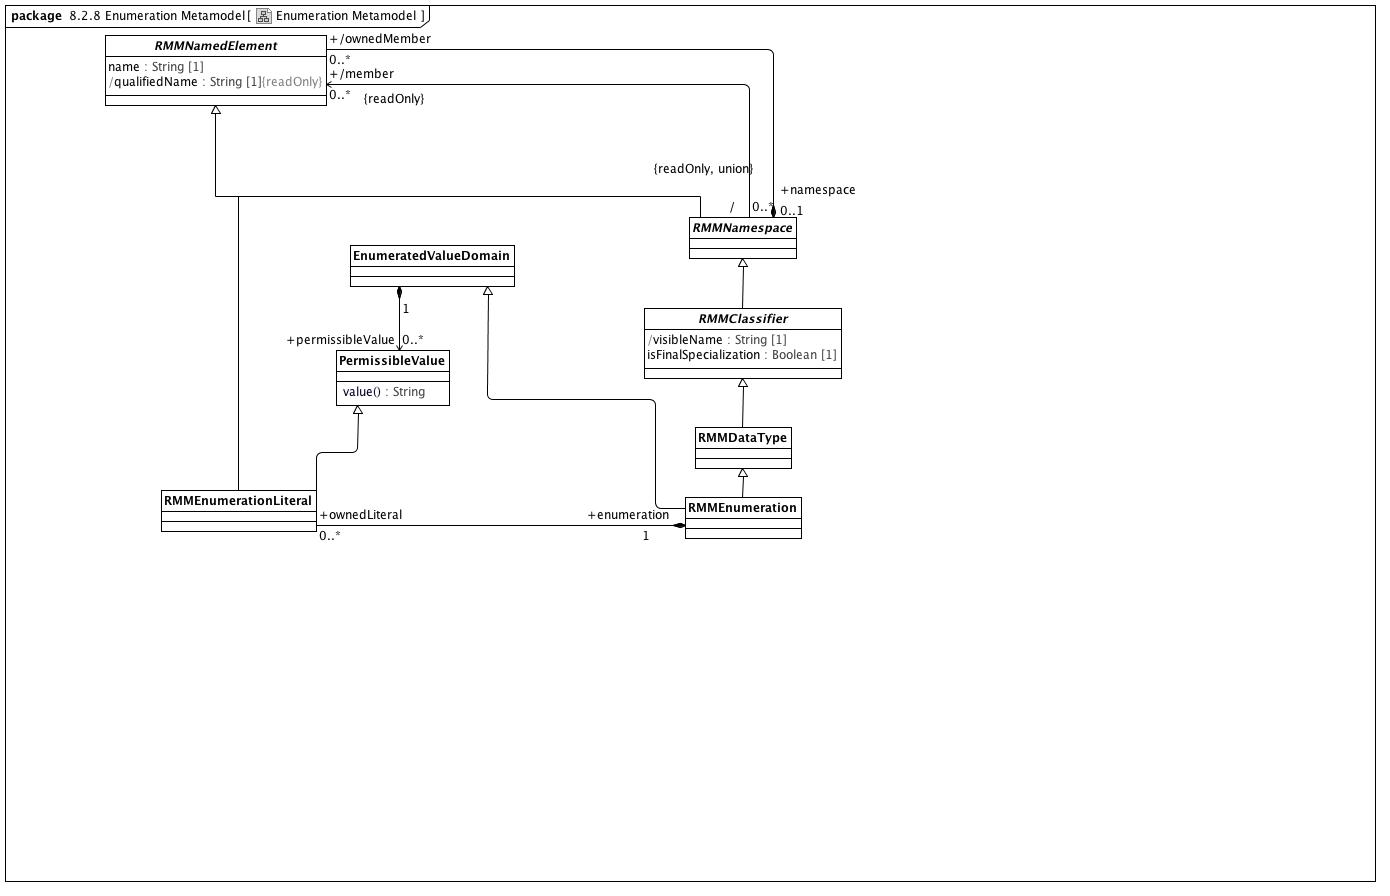 package 8.2.8 Enumeration Metamodel[ Enumeration Metamodel ]
RMMNamedElement
name : String [1]
/qualifiedName : String [1]{readOnly}
+/ownedMember
0..*
+/member
0..*
{readOnly}
{readOnly, union}
+namespace
/
0..*
0..1
RMMNamespace
EnumeratedValueDomain
1
+permissibleValue
0..*
RMMClassifier
/visibleName : String [1]
isFinalSpecialization : Boolean [1]
PermissibleValue
value() : String
RMMDataType
RMMEnumerationLiteral
+ownedLiteral
0..*
+enumeration
1
RMMEnumeration